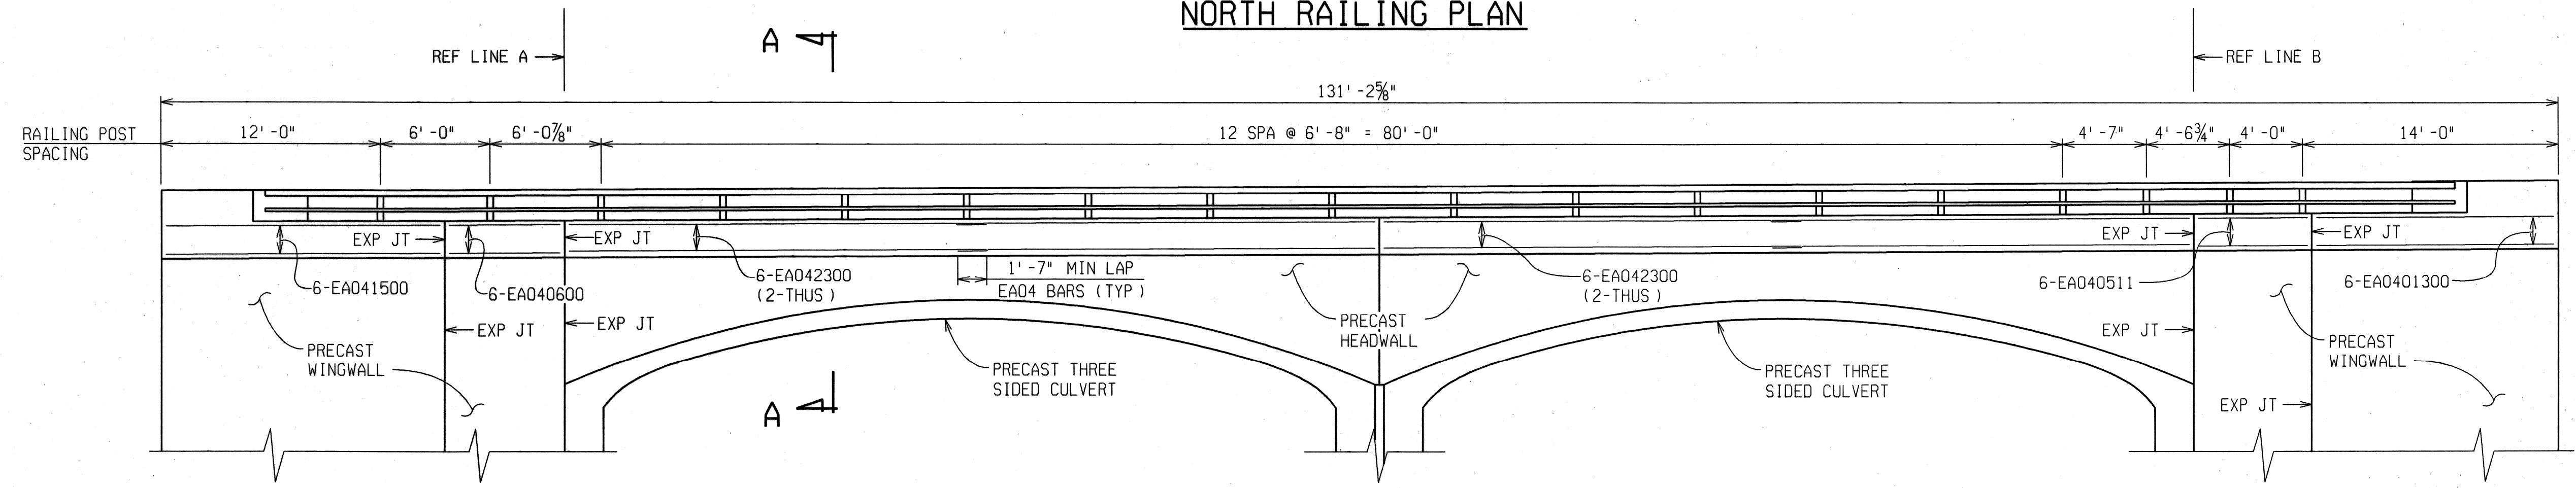 NORTH RAILING PLAN
A
REF LINE A
REF LINE B
131'-2⅝"
RAILING POST
SPACING
12'-0"
6'-0"
6'-0⅞"
12 SPA @ 6'-8" = 80'-0"
4'-7"
4'-6¾"
4'-0"
14'-0"
EXP JT
EXP JT
EXP JT
EXP JT
6-EA041500
6-EA040600
6-EA042300
(2-THUS)
1'-7" MIN LAP
EA04 BARS (TYP)
6-EA042300
(2-THUS)
6-EA040511
6-EA0401300
EXP JT
EXP JT
EXP JT
PRECAST
HEADWALL
PRECAST
WINGWALL
PRECAST
WINGWALL
PRECAST THREE
SIDED CULVERT
PRECAST THREE
SIDED CULVERT
A
EXP JT